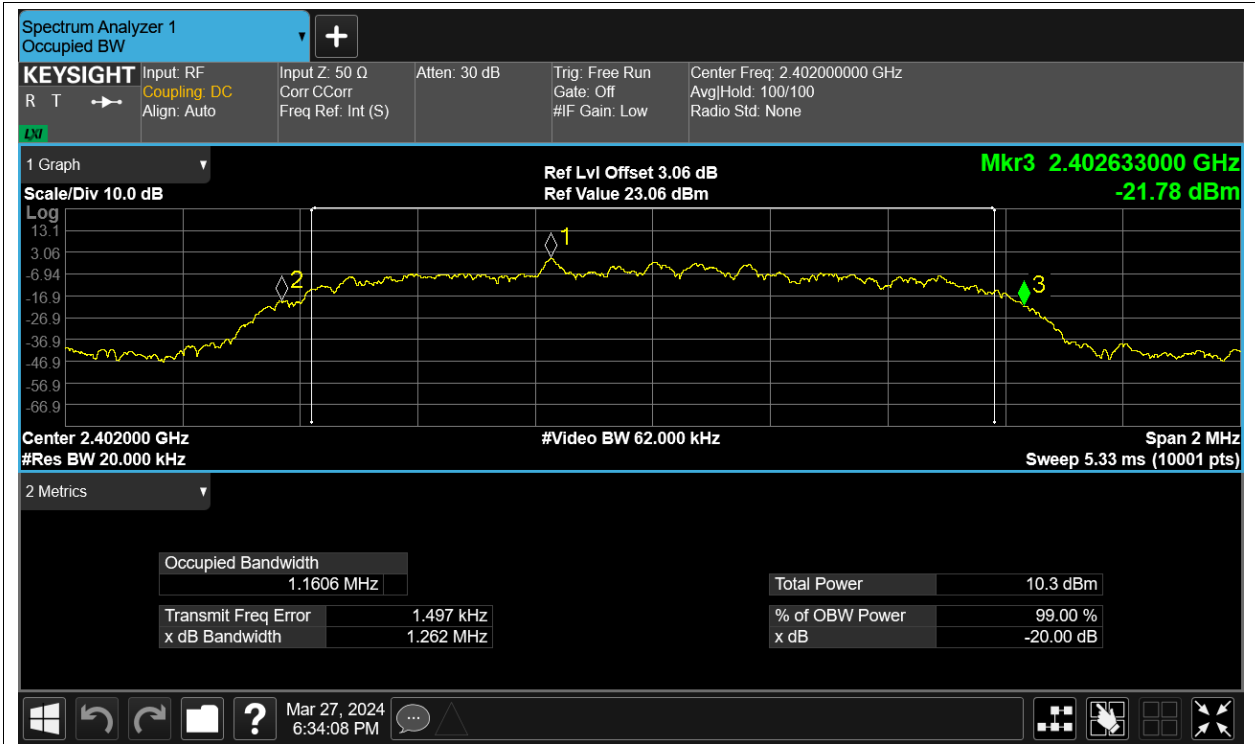 Spectrum Analyzer 1
Occupied BW
KEYSIGHT
R T
LXI
Input: RF
Coupling: DC
Align: Auto
Input Z: 50 Ω
Corr CCorr
Freq Ref: Int (S)
Atten: 30 dB
Trig: Free Run
Gate: Off
#IF Gain: Low
Center Freq: 2.402000000 GHz
Avg|Hold: 100/100
Radio Std: None
1 Graph
Scale/Div 10.0 dB
Ref Lvl Offset 3.06 dB
Ref Value 23.06 dBm
Mkr3 2.402633000 GHz
-21.78 dBm
Log
13.1
3.06
-6.94
-16.9
-26.9
-36.9
-46.9
-56.9
-66.9
1
2
3
Center 2.402000 GHz
#Video BW 62.000 kHz
Span 2 MHz
#Res BW 20.000 kHz
Sweep 5.33 ms (10001 pts)
2 Metrics
Occupied Bandwidth
1.1606 MHz
Transmit Freq Error 1.497 kHz
x dB Bandwidth 1.262 MHz
Total Power 10.3 dBm
% of OBW Power 99.00 %
x dB -20.00 dB
?
Mar 27, 2024
6:34:08 PM